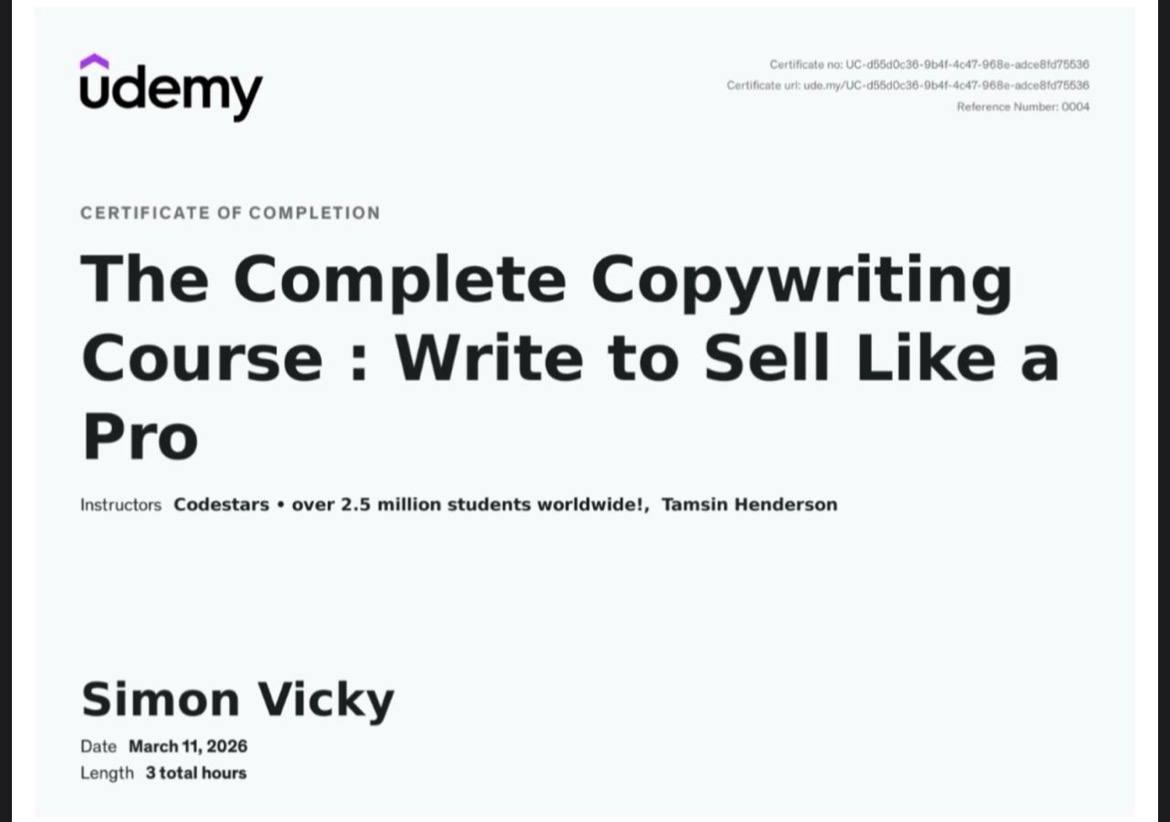 ûdemy
Certificate no: UC-d55d0c36-9b4f-4c47-968e-adce8fd75536
Certificate url: ude.my/UC-d55d0c36-9b4f-4c47-968e-adce8fd75536
Reference Number: 0004
CERTIFICATE OF COMPLETION
The Complete Copywriting
Course : Write to Sell Like a
Pro
Instructors Codestars • over 2.5 million students worldwide!, Tamsin Henderson
Simon Vicky
Date March 11, 2026
Length 3 total hours